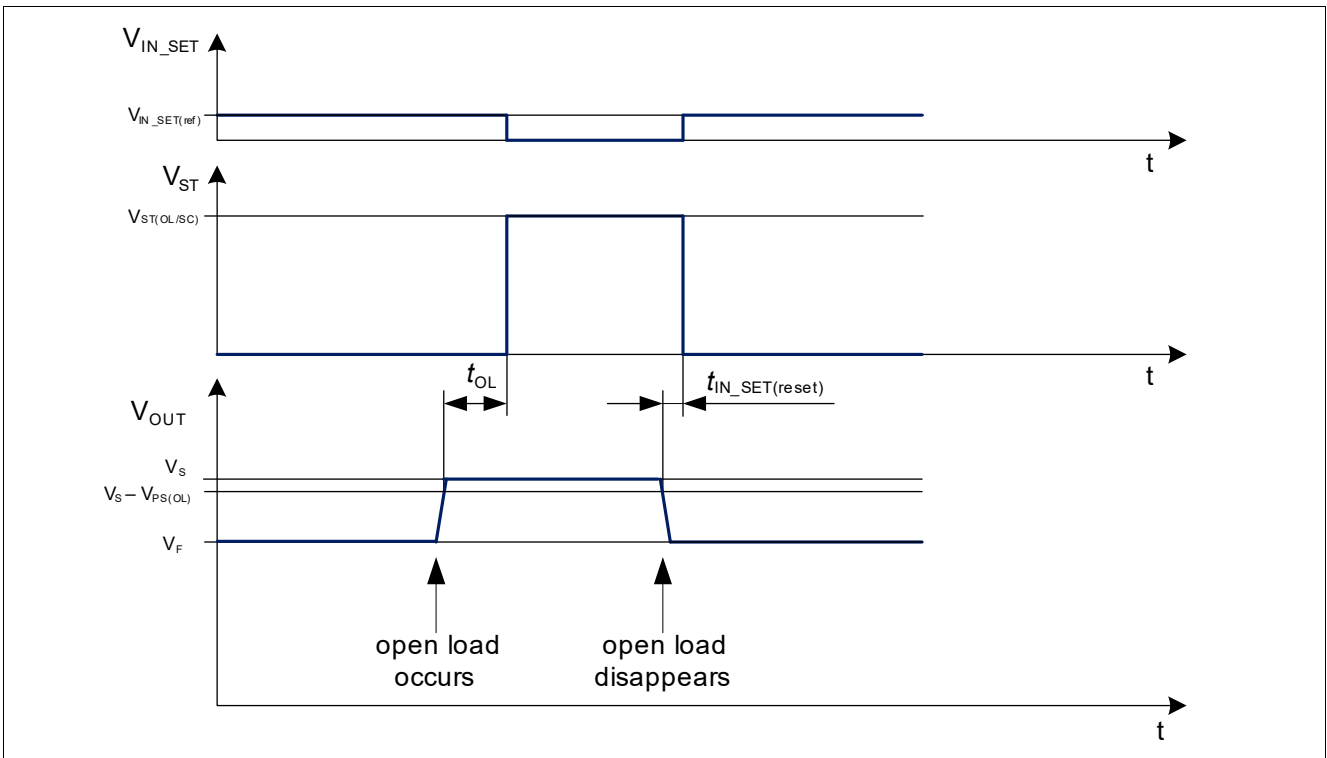 V_IN_SET
V_IN_SET(ref)
t
V_ST
V_ST(OL/SC)
t
t_OL
t_IN_SET(reset)
V_OUT
V_S
V_S – V_PS(OL)
V_F
open load
occurs
open load
disappears
t